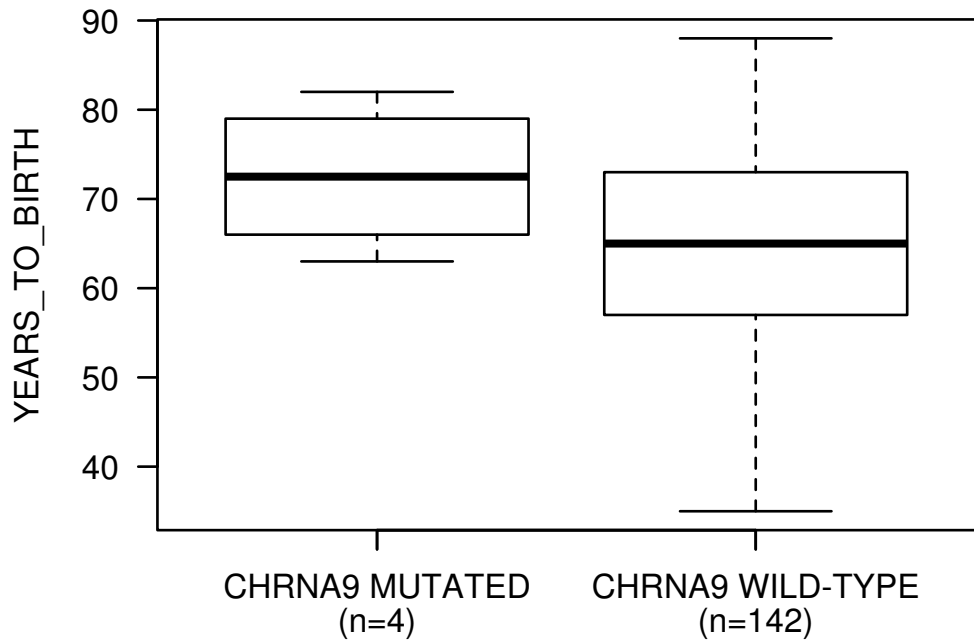 YEARS_TO_BIRTH
90
80
70
60
50
40
CHRNA9 MUTATED
(n=4)
CHRNA9 WILD-TYPE
(n=142)